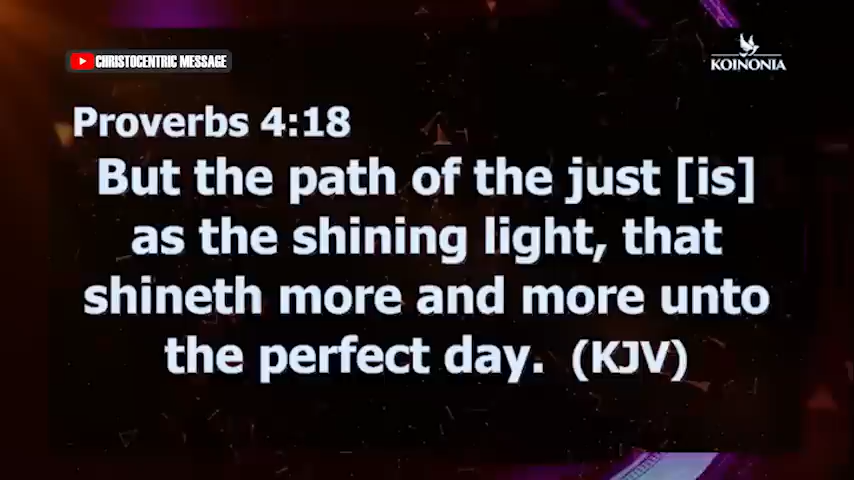 CHRISTOCENTRIC MESSAGE
KOINONIA
Proverbs 4:18
But the path of the just [is]
as the shining light, that
shineth more and more unto
the perfect day. (KJV)